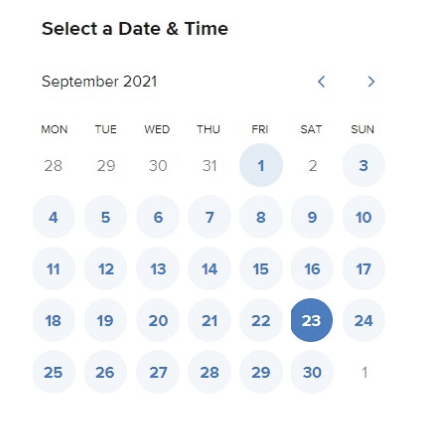 Select a Date & Time
September 2021
MON TUE WED THU FRI SAT SUN
28 29 30 31 1 2 3
4 5 6 7 8 9 10
11 12 13 14 15 16 17
18 19 20 21 22 23 24
25 26 27 28 29 30 1